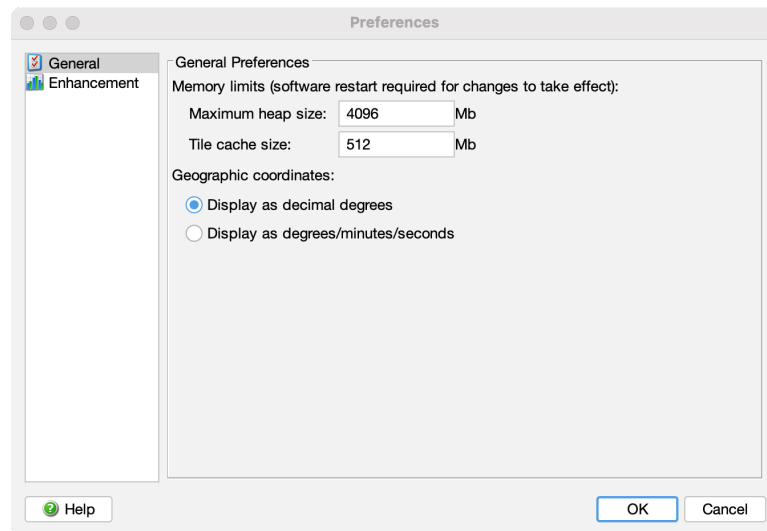 Preferences
General
Enhancement
General Preferences
Memory limits (software restart required for changes to take effect):
Maximum heap size: 4096 Mb
Tile cache size: 512 Mb
Geographic coordinates:
Display as decimal degrees
Display as degrees/minutes/seconds
Help
OK
Cancel